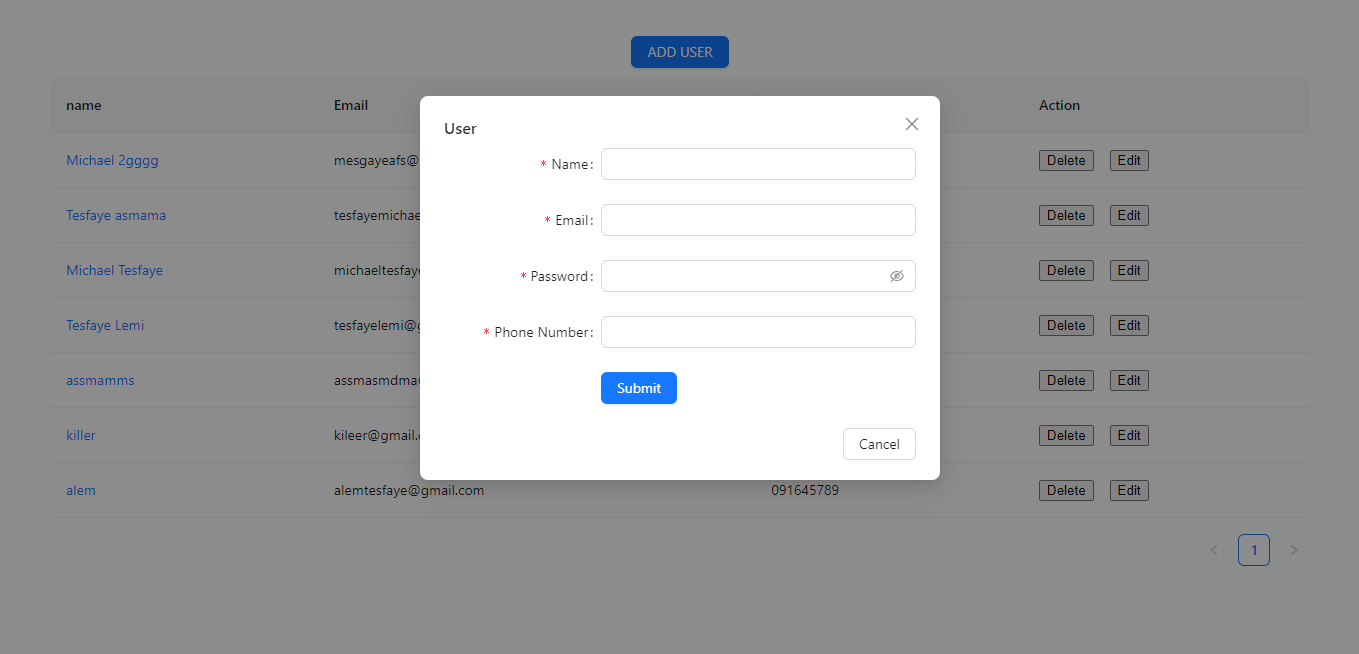 ADD USER
name Email Action
User
Michael 2gggg mesgayeafs@ Delete Edit
* Name:
Tesfaye asmama tesfayemichae Delete Edit
* Email:
Michael Tesfaye michaeltesfaye Delete Edit
* Password:
Tesfaye Lemi tesfayelemi@g Delete Edit
* Phone Number:
assmamms assmasmdma Delete Edit
Submit
killer kileer@gmail. Delete Edit
Cancel
alem alemtesfaye@gmail.com 091645789 Delete Edit
< 1 >